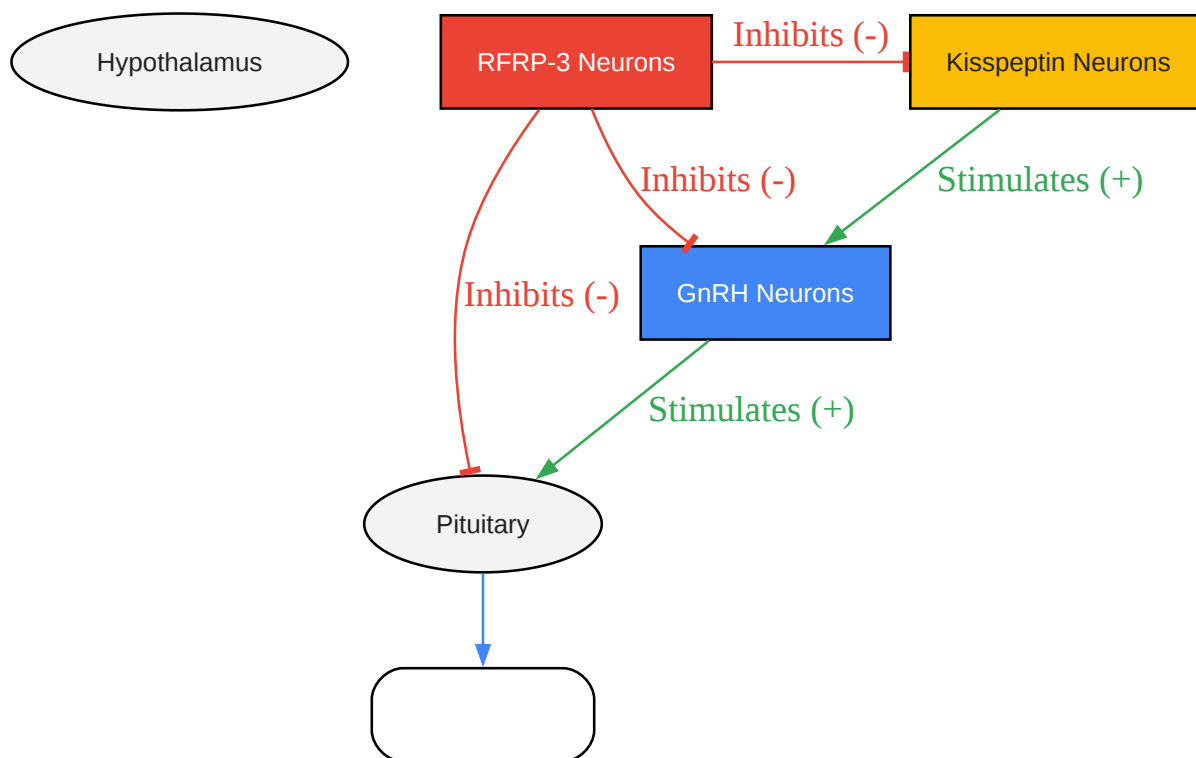 Hypothalamus
RFRP-3 Neurons
Inhibits (-)
Kisspeptin Neurons
Inhibits (-)
Stimulates (+)
Inhibits (-)
GnRH Neurons
Stimulates (+)
Pituitary